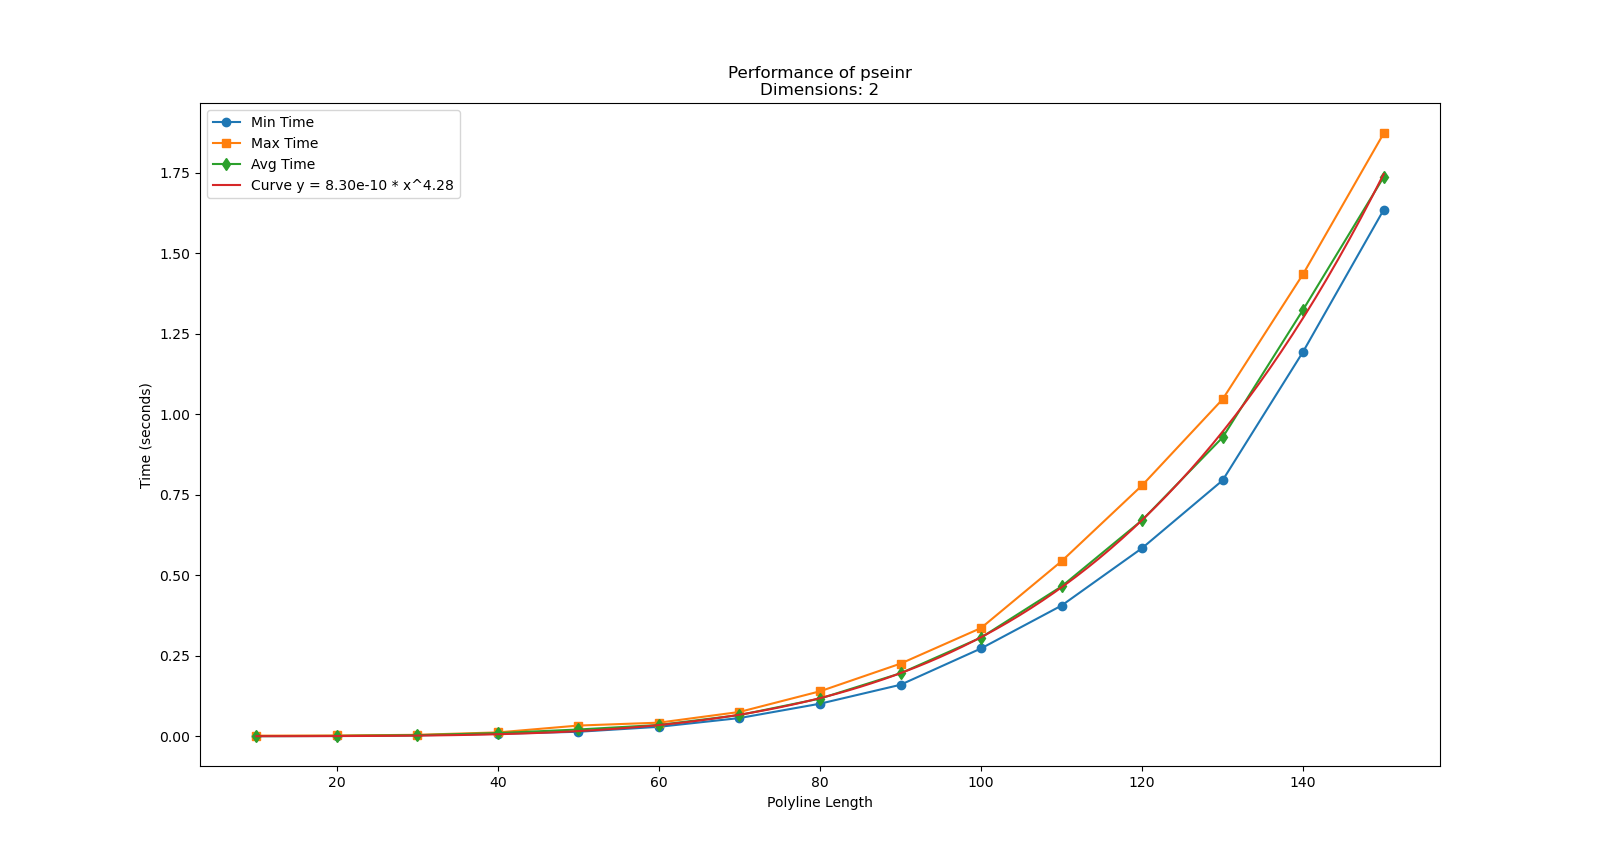 Performance of pseinr
Dimensions: 2
Min Time
Max Time
Avg Time
Curve y = 8.30e-10 * x^4.28
Time (seconds)
1.75
1.50
1.25
1.00
0.75
0.50
0.25
0.00
20 40 60 80 100 120 140
Polyline Length